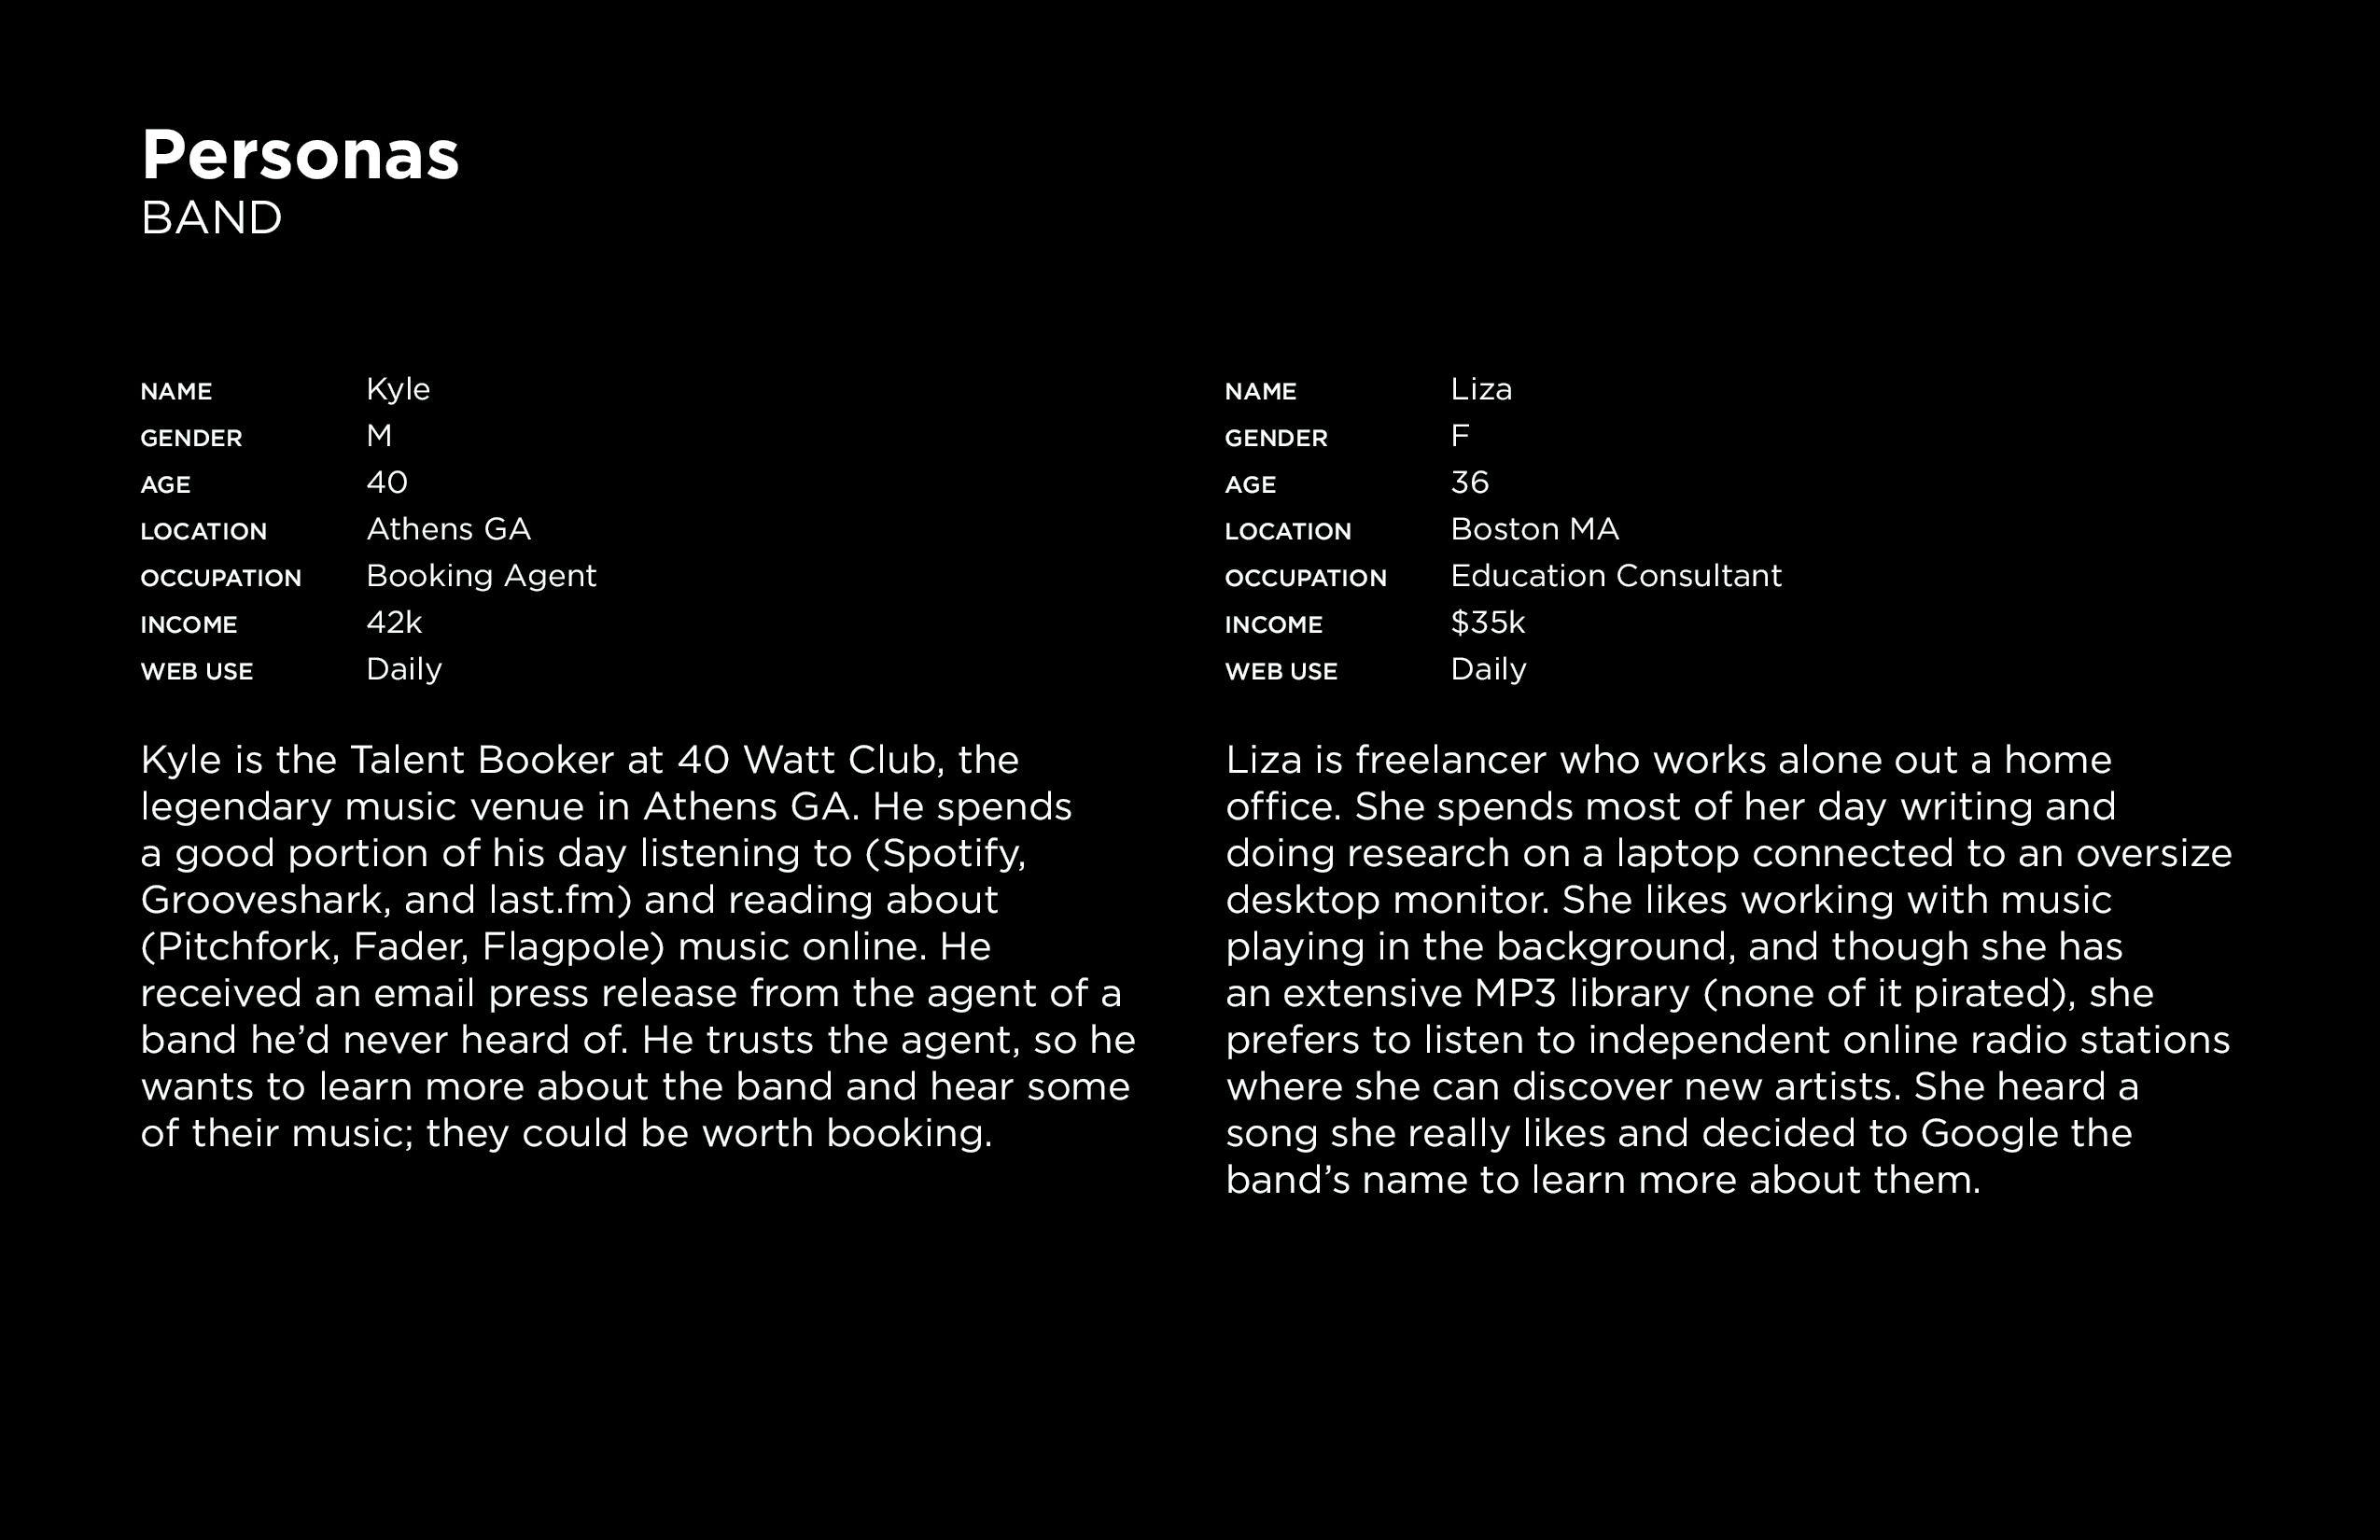 Personas
BAND
NAME Kyle
GENDER M
AGE 40
LOCATION Athens GA
OCCUPATION Booking Agent
INCOME 42k
WEB USE Daily
Kyle is the Talent Booker at 40 Watt Club, the
legendary music venue in Athens GA. He spends
a good portion of his day listening to (Spotify,
Grooveshark, and last.fm) and reading about
(Pitchfork, Fader, Flagpole) music online. He
received an email press release from the agent of a
band he’d never heard of. He trusts the agent, so he
wants to learn more about the band and hear some
of their music; they could be worth booking.
NAME Liza
GENDER F
AGE 36
LOCATION Boston MA
OCCUPATION Education Consultant
INCOME $35k
WEB USE Daily
Liza is freelancer who works alone out a home
office. She spends most of her day writing and
doing research on a laptop connected to an oversize
desktop monitor. She likes working with music
playing in the background, and though she has
an extensive MP3 library (none of it pirated), she
prefers to listen to independent online radio stations
where she can discover new artists. She heard a
song she really likes and decided to Google the
band’s name to learn more about them.